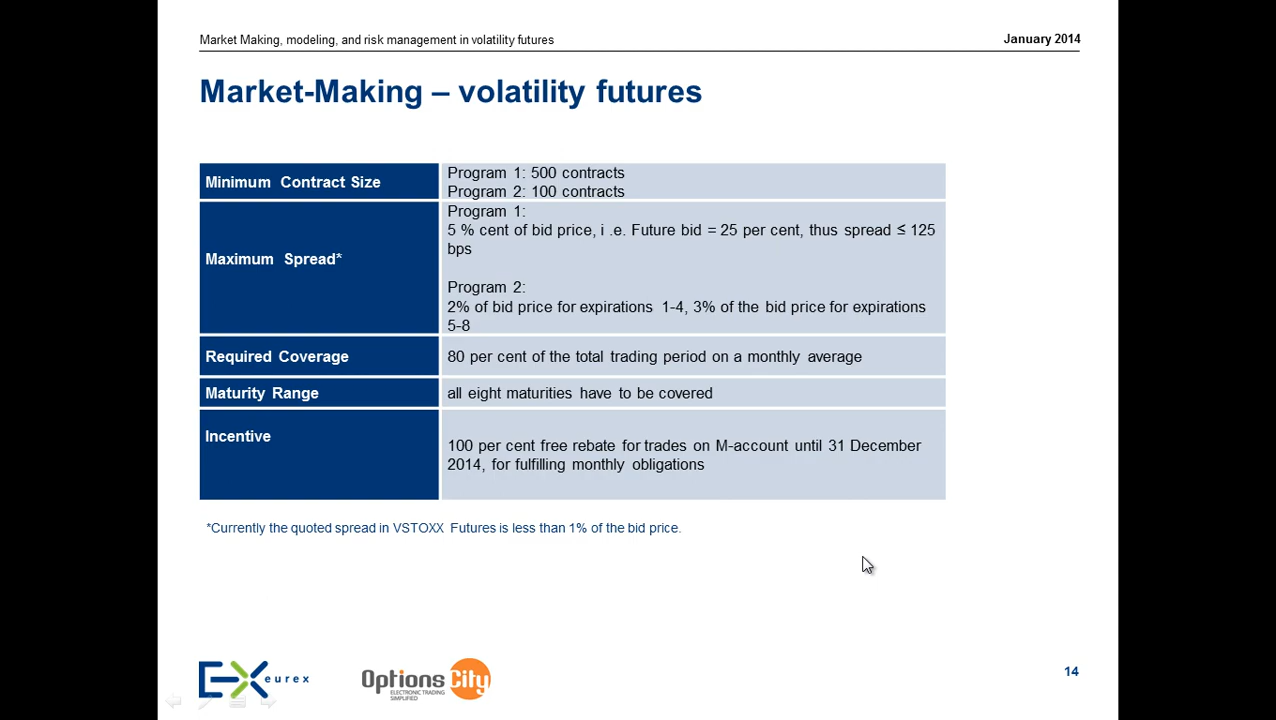 Market Making, modeling, and risk management in volatility futures
January 2014
Market-Making – volatility futures
Minimum Contract Size
Program 1: 500 contracts
Program 2: 100 contracts
Maximum Spread*
Program 1:
5 % cent of bid price, i .e. Future bid = 25 per cent, thus spread ≤ 125
bps
Program 2:
2% of bid price for expirations 1-4, 3% of the bid price for expirations
5-8
Required Coverage
80 per cent of the total trading period on a monthly average
Maturity Range
all eight maturities have to be covered
Incentive
100 per cent free rebate for trades on M-account until 31 December
2014, for fulfilling monthly obligations
*Currently the quoted spread in VSTOXX Futures is less than 1% of the bid price.
EX eurex
Options City
ELECTRONIC TRADING
SIMPLIFIED
14